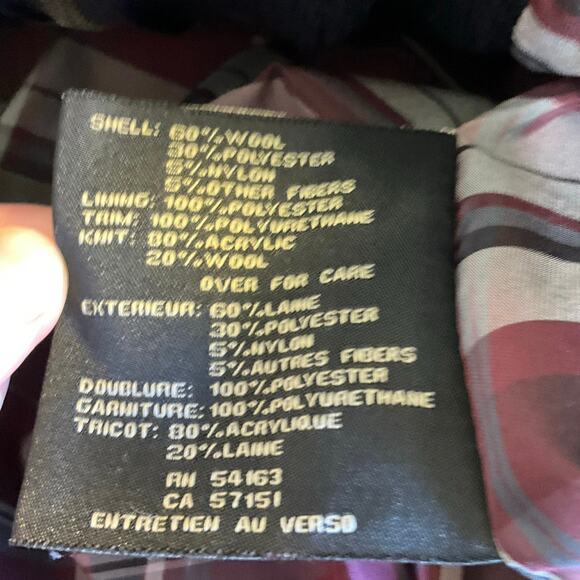 SHELL: 60% WOOL
30% POLYESTER
5% NYLON
5% OTHER FIBERS
LINING: 100% POLYESTER
TRIM: 100% POLYURETHANE
KNIT: 80% ACRYLIC
20% WOOL
OVER FOR CARE
EXTERIEUR: 60% LAINE
30% POLYESTER
5% NYLON
5% AUTRES FIBERS
DOUBLURE: 100% POLYESTER
GARNITURE: 100% POLYURETHANE
TRICOT: 80% ACRYLIQUE
20% LAINE
RN 54163
CA 57151
ENTRETIEN AU VERSO